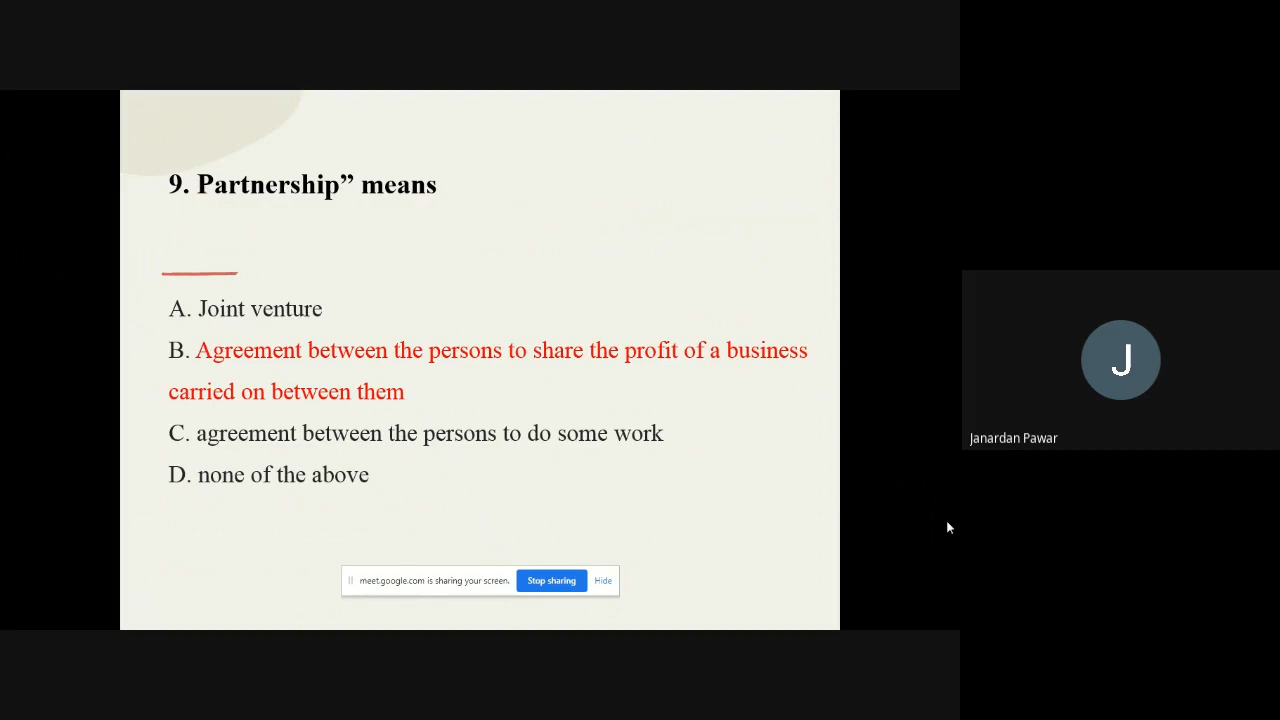 9. Partnership” means
A. Joint venture
B. Agreement between the persons to share the profit of a business
carried on between them
C. agreement between the persons to do some work
D. none of the above
meet.google.com is sharing your screen. Stop sharing Hide
J
Janardan Pawar